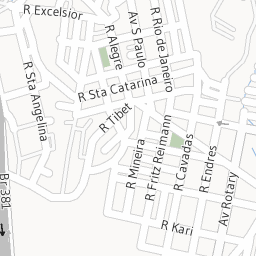 R Excelsior
R Alegre
Av S Paulo
R Rio de Janeiro
R Sta Angelina
R Sta Catarina
R Tibet
R Mineira
R Fritz Reimann
R Cavadas
R Endres
Av Rotary
Br-381
R Kari